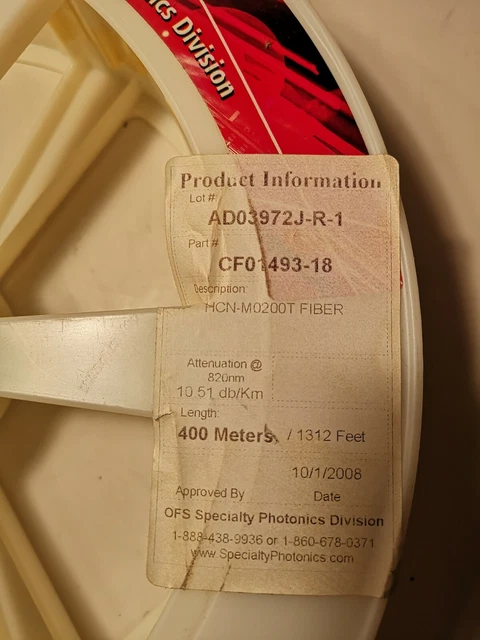 ics Division
Product Information
Lot #
AD03972J-R-1
Part #
CF01493-18
Description:
HCN-M0200T FIBER
Attenuation @
820nm
10.51 db/Km
Length:
400 Meters / 1312 Feet
10/1/2008
Approved By Date
OFS Specialty Photonics Division
1-888-438-9936 or 1-860-678-0371
www.SpecialtyPhotonics.com